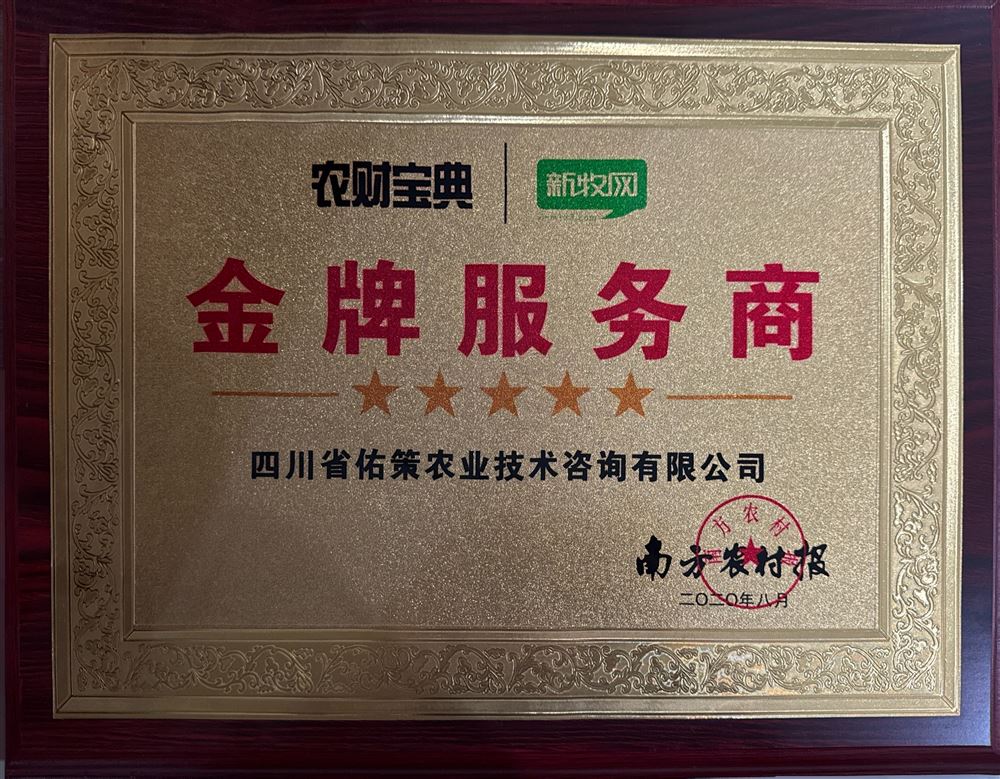 农财宝典 新牧网
金牌服务商
四川省佑策农业技术咨询有限公司
南方农村报
二〇二〇年八月